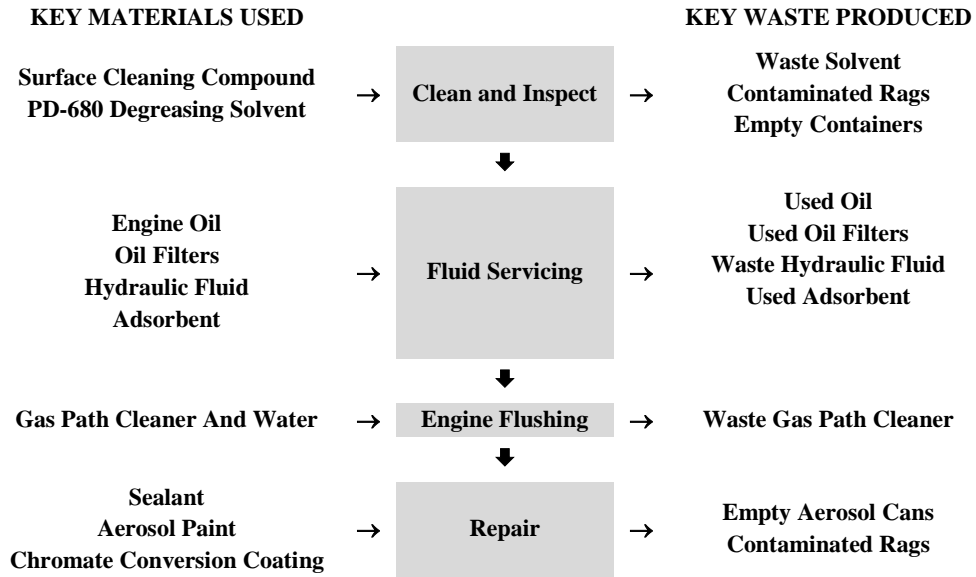 KEY MATERIALS USED
KEY WASTE PRODUCED
Surface Cleaning Compound
PD-680 Degreasing Solvent
→
Clean and Inspect
→
Waste Solvent
Contaminated Rags
Empty Containers
Engine Oil
Oil Filters
Hydraulic Fluid
Adsorbent
→
Fluid Servicing
→
Used Oil
Used Oil Filters
Waste Hydraulic Fluid
Used Adsorbent
Gas Path Cleaner And Water
→
Engine Flushing
→
Waste Gas Path Cleaner
Sealant
Aerosol Paint
Chromate Conversion Coating
→
Repair
→
Empty Aerosol Cans
Contaminated Rags